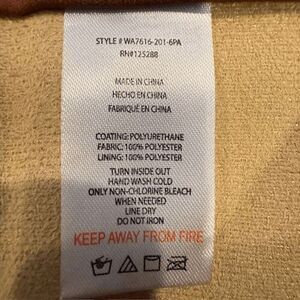 STYLE # WA7616-201-6PA
RN#125288
MADE IN CHINA
HECHO EN CHINA
FABRIQUÉ EN CHINA
COATING: POLYURETHANE
FABRIC: 100% POLYESTER
LINING: 100% POLYESTER
TURN INSIDE OUT
HAND WASH COLD
ONLY NON-CHLORINE BLEACH
WHEN NEEDED
LINE DRY
DO NOT IRON
KEEP AWAY FROM FIRE